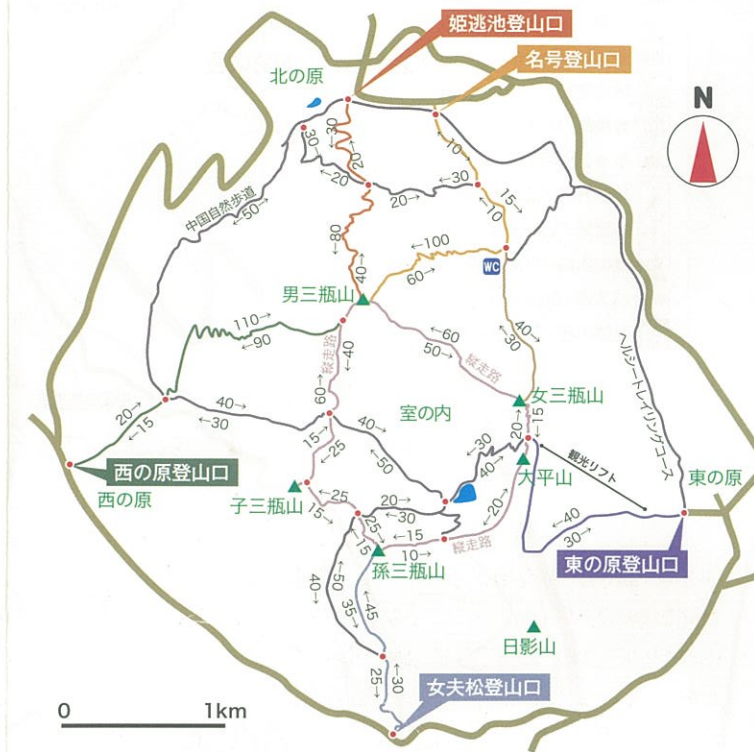 姫逃池登山口
名号登山口
北の原
N
←30
30→
20→
←20
←30
20→
←10
15→
←10
中国自然歩道
←50→
←80
40→
←100
60→
WC
男三瓶山
110→
←90
←40
縦走路
60→
←60
50→
縦走路
40→
←30
ヘルシートレイリングコース
女三瓶山
20→
←15
20→
←15
40→
←30
15→
←25
40→
←50
室の内
←30
40→
大平山
観光リフト
東の原
西の原登山口
西の原
子三瓶山
←25
15→
20→
←30
25→
←15
←15
10→
←20→
縦走路
←40
30→
東の原登山口
孫三瓶山
←50
40→
←45
35→
日影山
←30
25→
女夫松登山口
0 1km